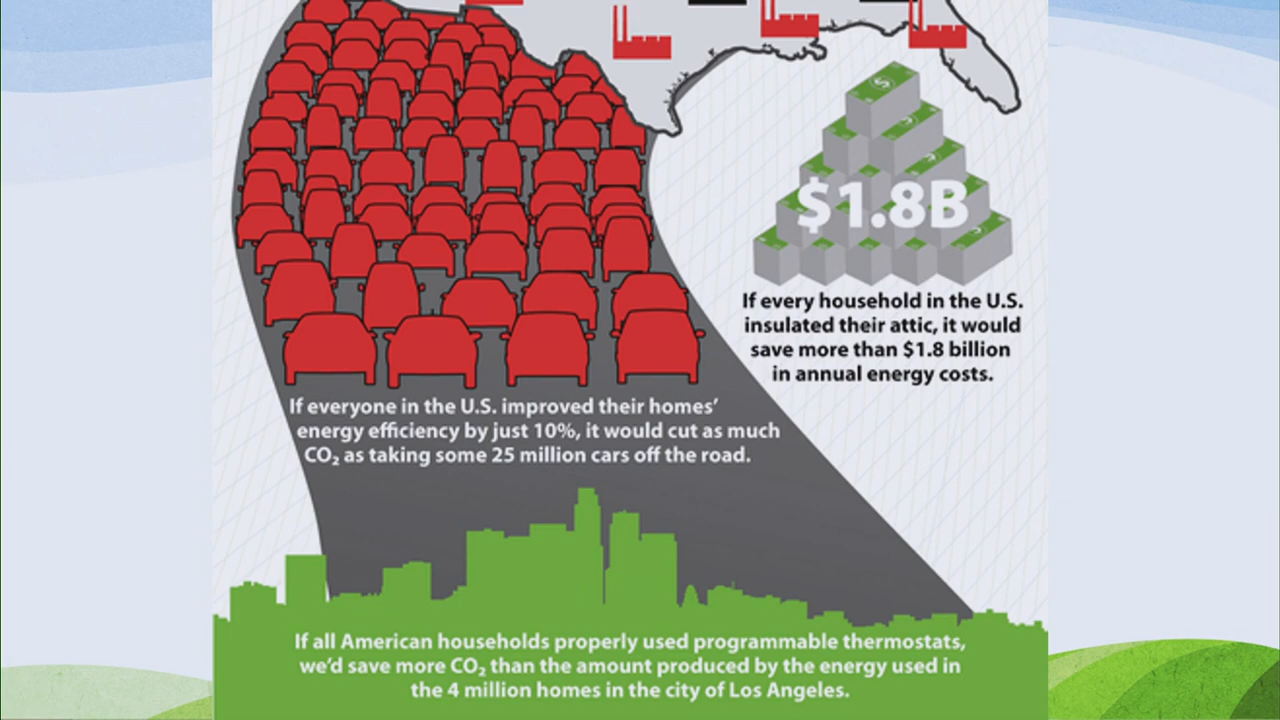 $1.8B
If every household in the U.S.
insulated their attic, it would
save more than $1.8 billion
in annual energy costs.
If everyone in the U.S. improved their homes’
energy efficiency by just 10%, it would cut as much
CO₂ as taking some 25 million cars off the road.
If all American households properly used programmable thermostats,
we’d save more CO₂ than the amount produced by the energy used in
the 4 million homes in the city of Los Angeles.